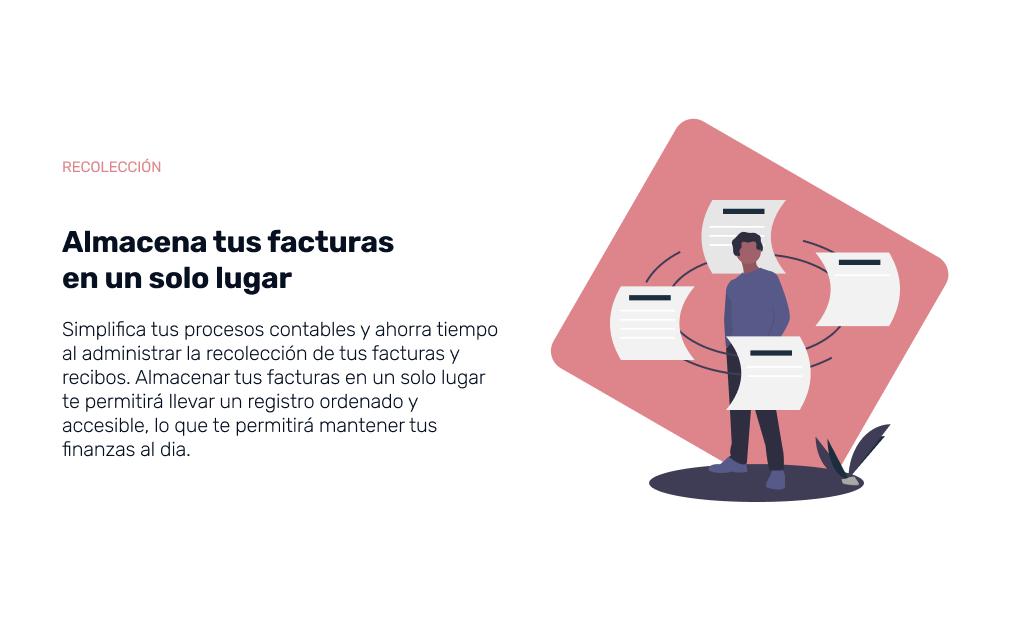 RECOLECCIÓN
Almacena tus facturas
en un solo lugar
Simplifica tus procesos contables y ahorra tiempo
al administrar la recolección de tus facturas y
recibos. Almacenar tus facturas en un solo lugar
te permitirá llevar un registro ordenado y
accesible, lo que te permitirá mantener tus
finanzas al dia.